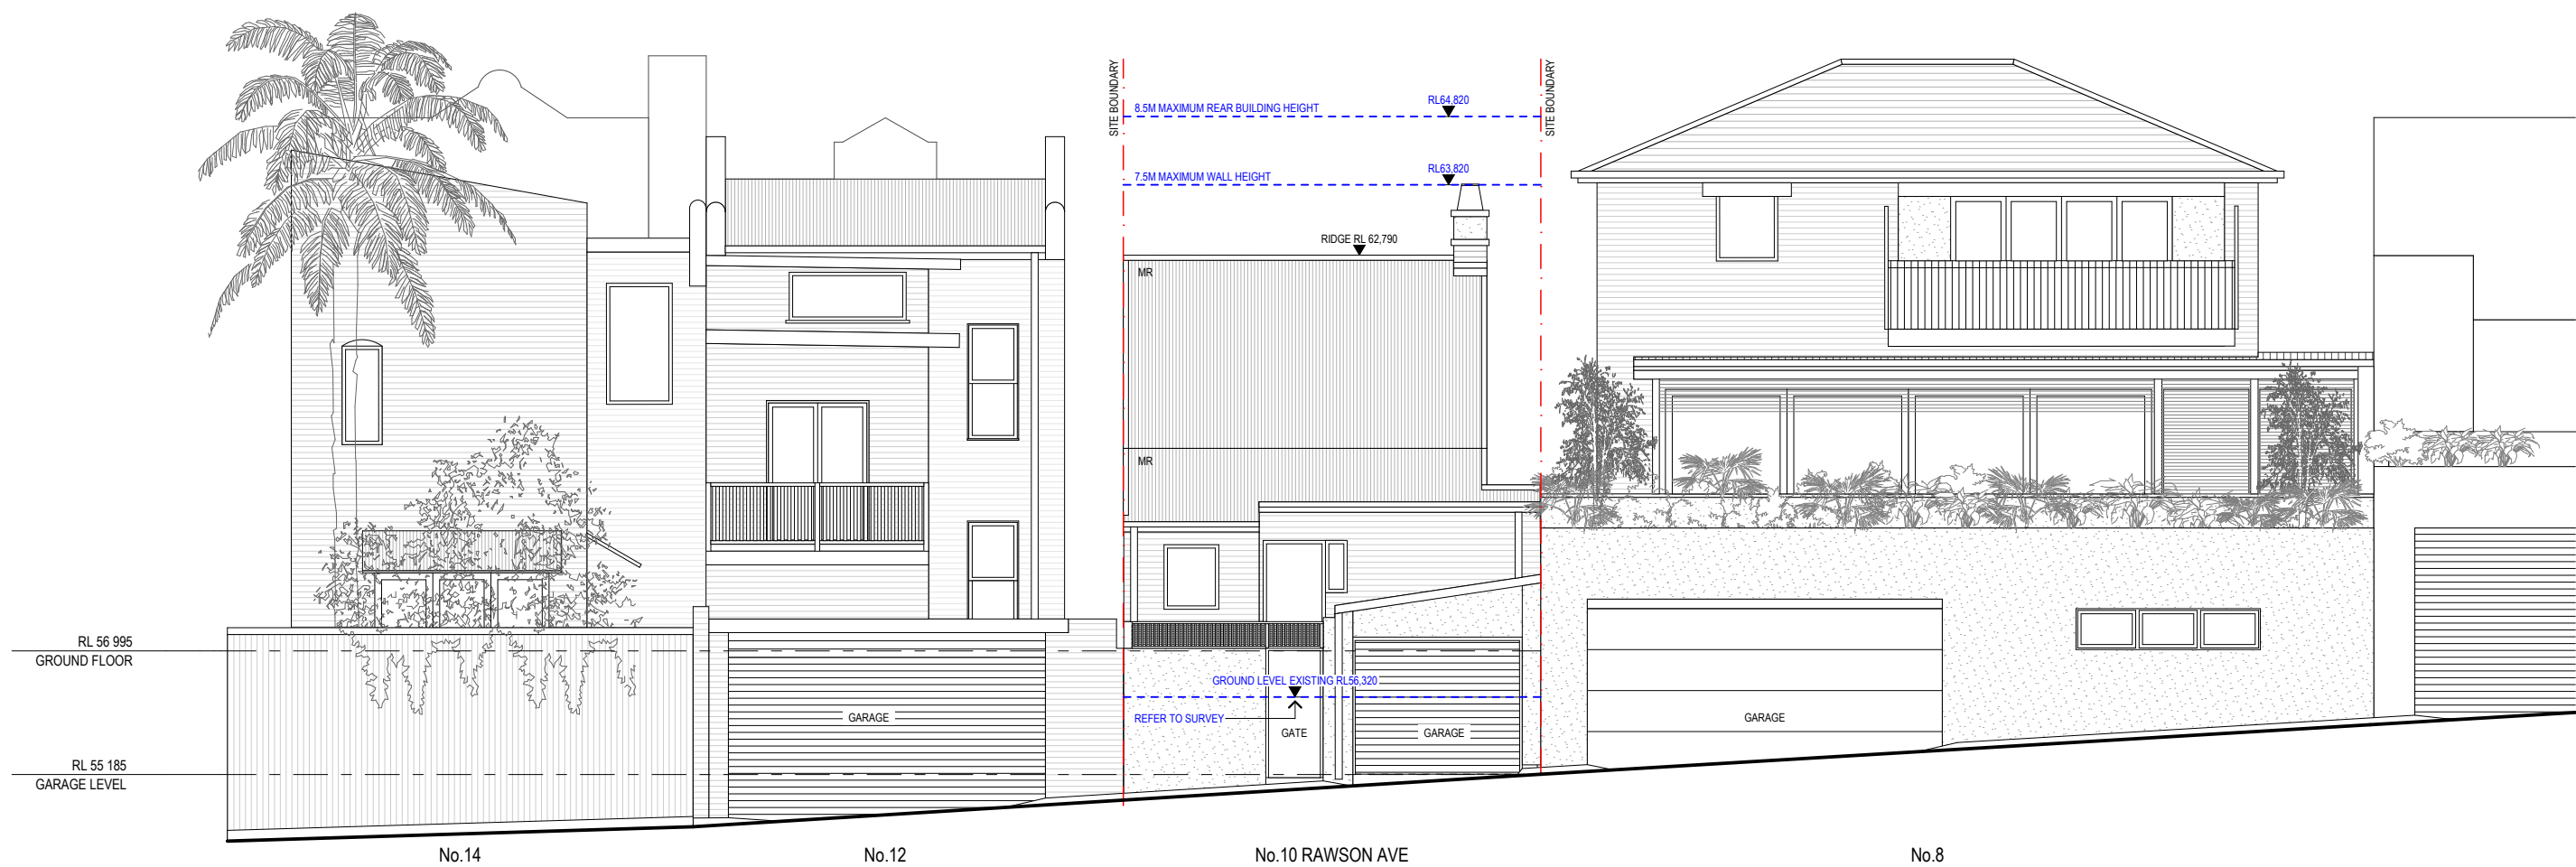 SITE BOUNDARY
SITE BOUNDARY
8.5M MAXIMUM REAR BUILDING HEIGHT
RL64,820
7.5M MAXIMUM WALL HEIGHT
RL63,820
RIDGE RL 62,790
MR
MR
RL 56 995
GROUND FLOOR
GROUND LEVEL EXISTING RL56,320
REFER TO SURVEY
GARAGE
GATE
GARAGE
GARAGE
RL 55 185
GARAGE LEVEL
No.14
No.12
No.10 RAWSON AVE
No.8